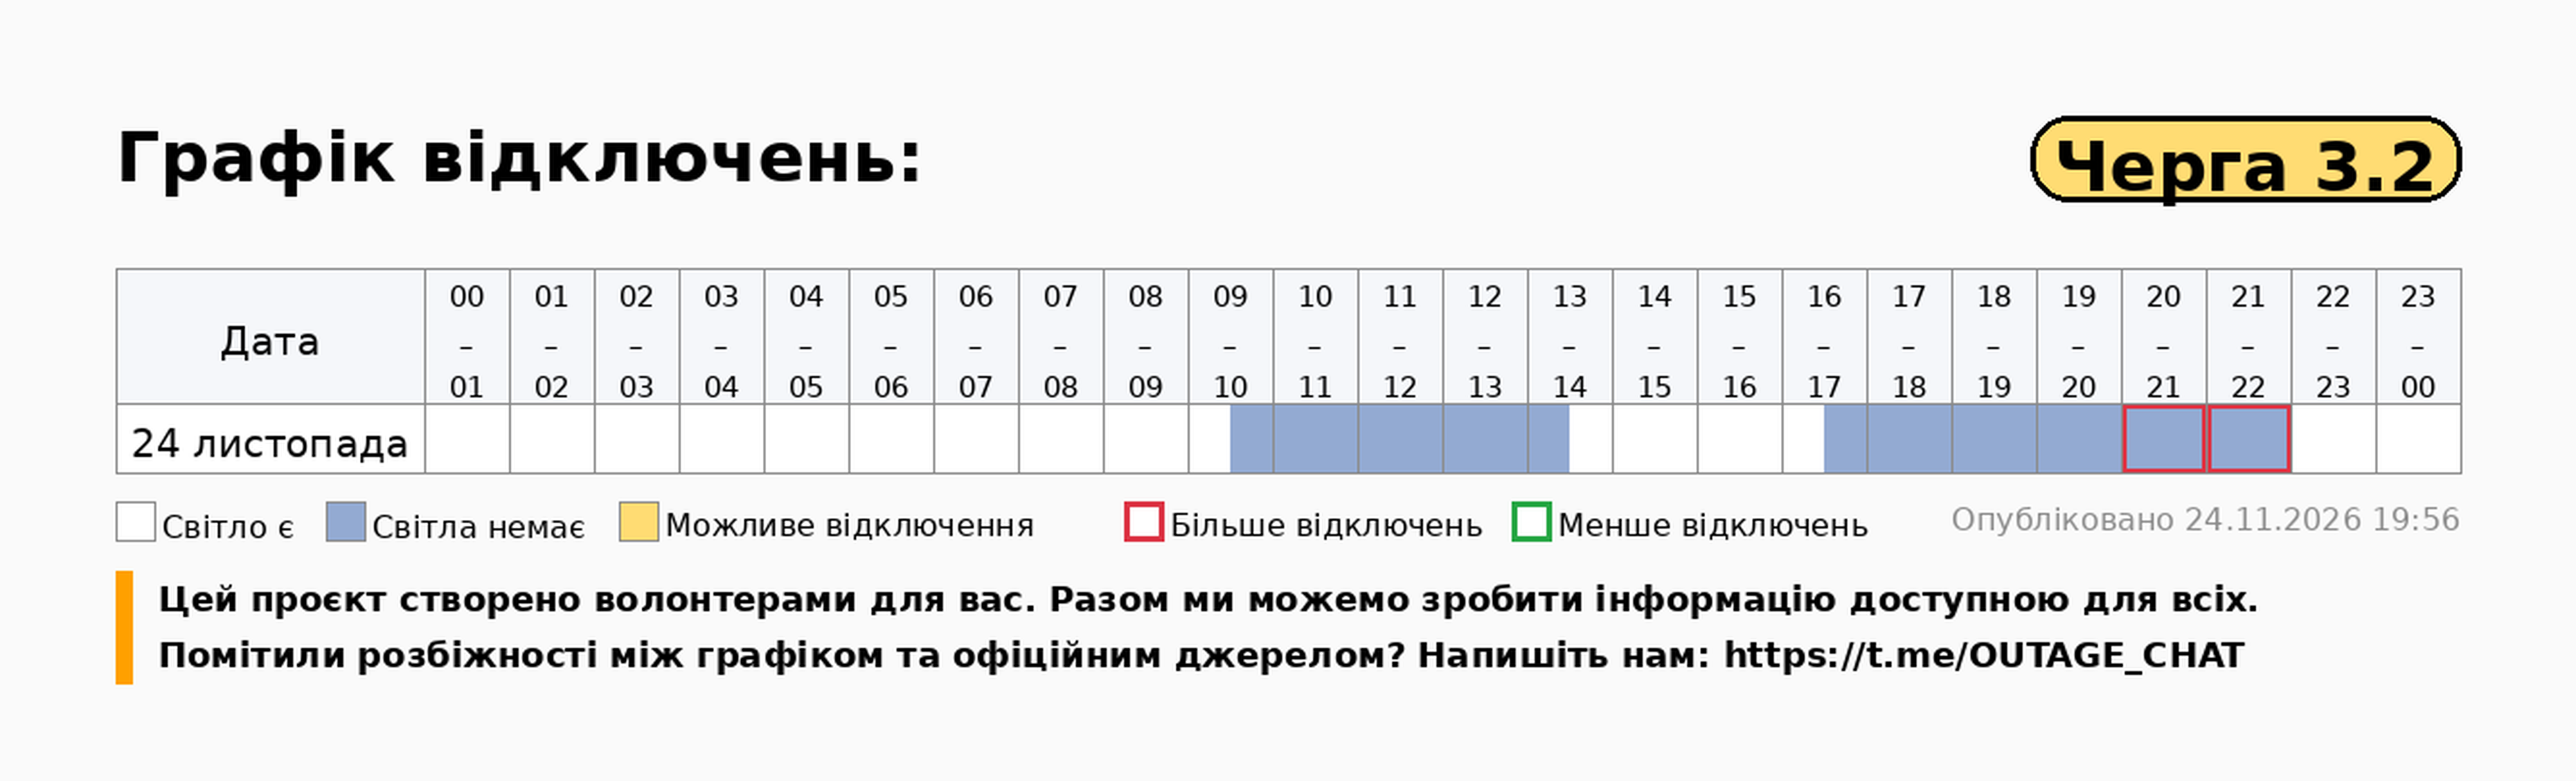 Графік відключень:
Черга 3.2
Дата 00 – 01 01 – 02 02 – 03 03 – 04 04 – 05 05 – 06 06 – 07 07 – 08 08 – 09 09 – 10 10 – 11 11 – 12 12 – 13 13 – 14 14 – 15 15 – 16 16 – 17 17 – 18 18 – 19 19 – 20 20 – 21 21 – 22 22 – 23 23 – 00
24 листопада
Світло є Світла немає Можливе відключення Більше відключень Менше відключень Опубліковано 24.11.2026 19:56
Цей проєкт створено волонтерами для вас. Разом ми можемо зробити інформацію доступною для всіх.
Помітили розбіжності між графіком та офіційним джерелом? Напишіть нам: https://t.me/OUTAGE_CHAT